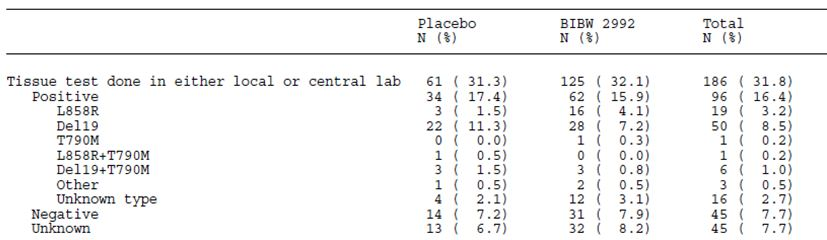 Placebo BIBW 2992 Total
N (%) N (%) N (%)
Tissue test done in either local or central lab 61 ( 31.3) 125 ( 32.1) 186 ( 31.8)
Positive 34 ( 17.4) 62 ( 15.9) 96 ( 16.4)
L858R 3 ( 1.5) 16 ( 4.1) 19 ( 3.2)
Del19 22 ( 11.3) 28 ( 7.2) 50 ( 8.5)
T790M 0 ( 0.0) 1 ( 0.3) 1 ( 0.2)
L858R+T790M 1 ( 0.5) 0 ( 0.0) 1 ( 0.2)
Del19+T790M 3 ( 1.5) 3 ( 0.8) 6 ( 1.0)
Other 1 ( 0.5) 2 ( 0.5) 3 ( 0.5)
Unknown type 4 ( 2.1) 12 ( 3.1) 16 ( 2.7)
Negative 14 ( 7.2) 31 ( 7.9) 45 ( 7.7)
Unknown 13 ( 6.7) 32 ( 8.2) 45 ( 7.7)